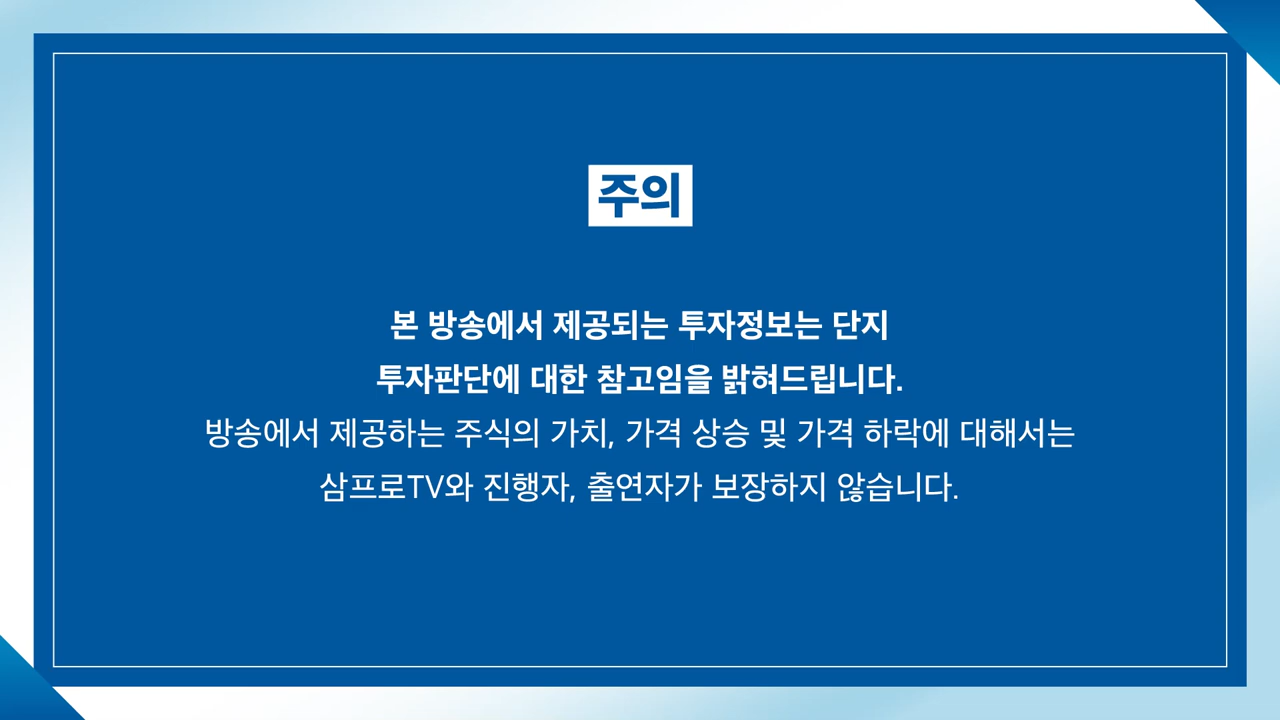 주의
본 방송에서 제공되는 투자정보는 단지
투자판단에 대한 참고임을 밝혀드립니다.
방송에서 제공하는 주식의 가치, 가격 상승 및 가격 하락에 대해서는
삼프로TV와 진행자, 출연자가 보장하지 않습니다.